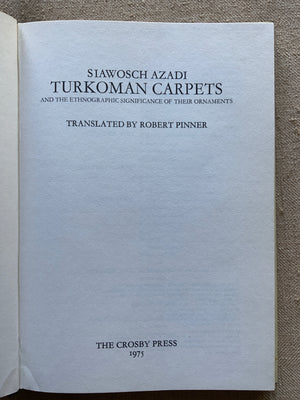 SIAWOSCH AZADI
TURKOMAN CARPETS
AND THE ETHNOGRAPHIC SIGNIFICANCE OF THEIR ORNAMENTS
TRANSLATED BY ROBERT PINNER
THE CROSBY PRESS
1975